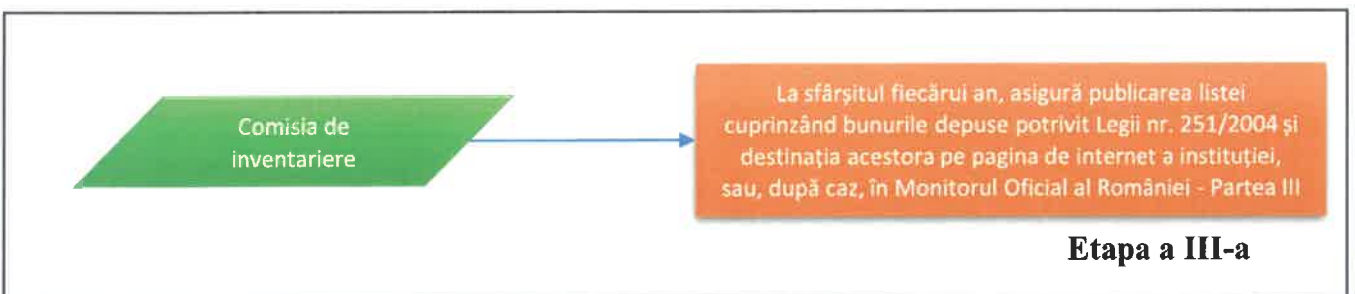 Comisia de
inventariere
La sfârșitul fiecărui an, asigură publicarea listei
cuprinzând bunurile depuse potrivit Legii nr. 251/2004 și
destinația acestora pe pagina de internet a instituției,
sau, după caz, în Monitorul Oficial al României - Partea III
Etapa a III-a